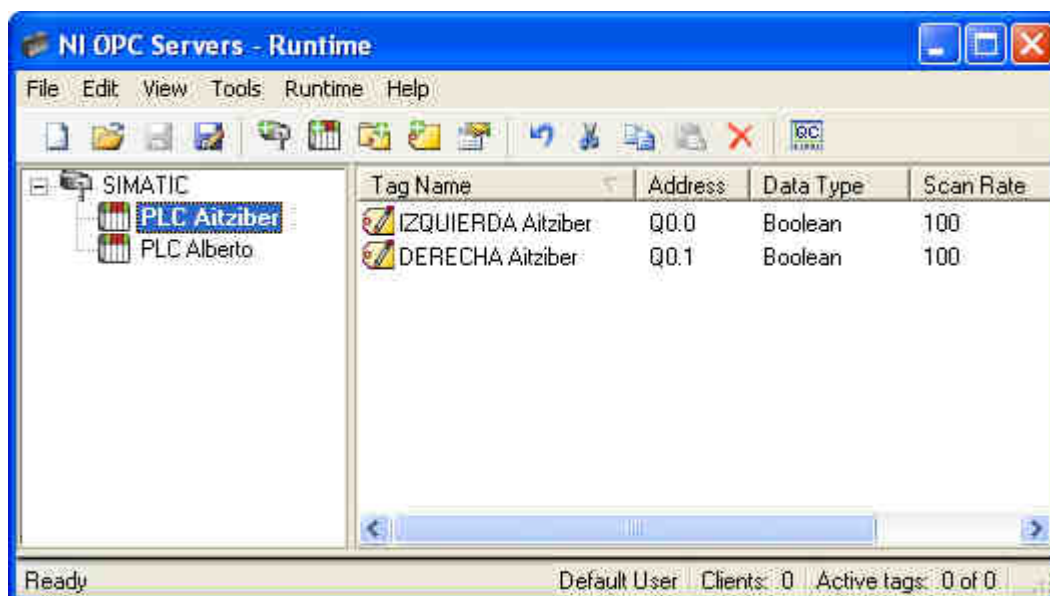 NI OPC Servers - Runtime
File Edit View Tools Runtime Help
SIMATIC
PLC Aitziber
PLC Alberto
Tag Name Address Data Type Scan Rate
IZQUIERDA Aitziber Q0.0 Boolean 100
DERECHA Aitziber Q0.1 Boolean 100
Ready Default User Clients: 0 Active tags: 0 of 0